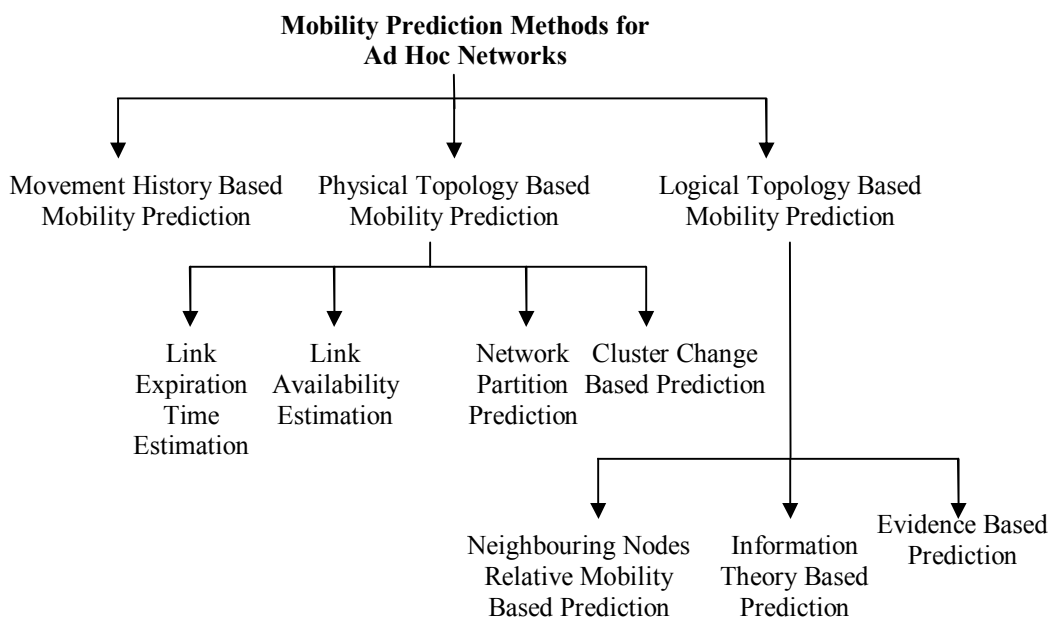 Mobility Prediction Methods for
Ad Hoc Networks
Movement History Based
Mobility Prediction
Physical Topology Based
Mobility Prediction
Logical Topology Based
Mobility Prediction
Link
Expiration
Time
Estimation
Link
Availability
Estimation
Network
Partition
Prediction
Cluster Change
Based Prediction
Neighbouring Nodes
Relative Mobility
Based Prediction
Information
Theory Based
Prediction
Evidence Based
Prediction